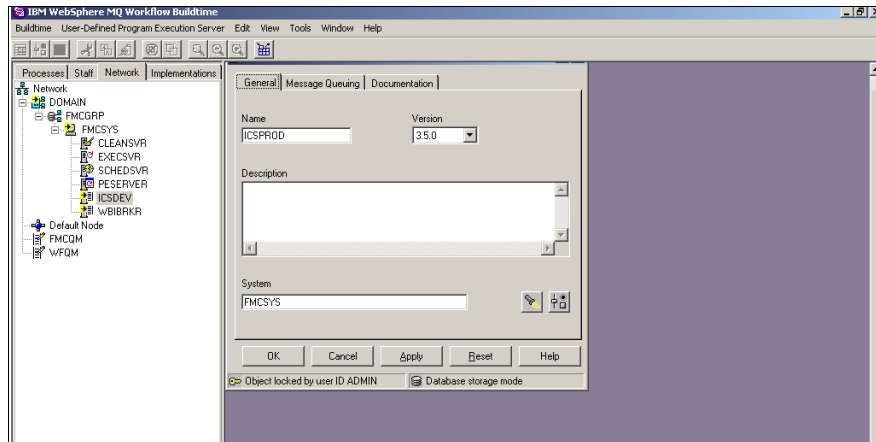 IBM WebSphere MQ Workflow Buildtime
Buildtime User-Defined Program Execution Server Edit View Tools Window Help
Processes Staff Network Implementations
Network
DOMAIN
FMCGRP
FMCSYS
CLEANSVR
EXECSVR
SCHEDSVR
PESERVER
ICSDEV
WBIBRKR
Default Node
FMCQM
WFQM
General Message Queuing Documentation
Name Version
ICSPROD 3.5.0
Description
System
FMCSYS
OK Cancel Apply Reset Help
Object locked by user ID ADMIN Database storage mode